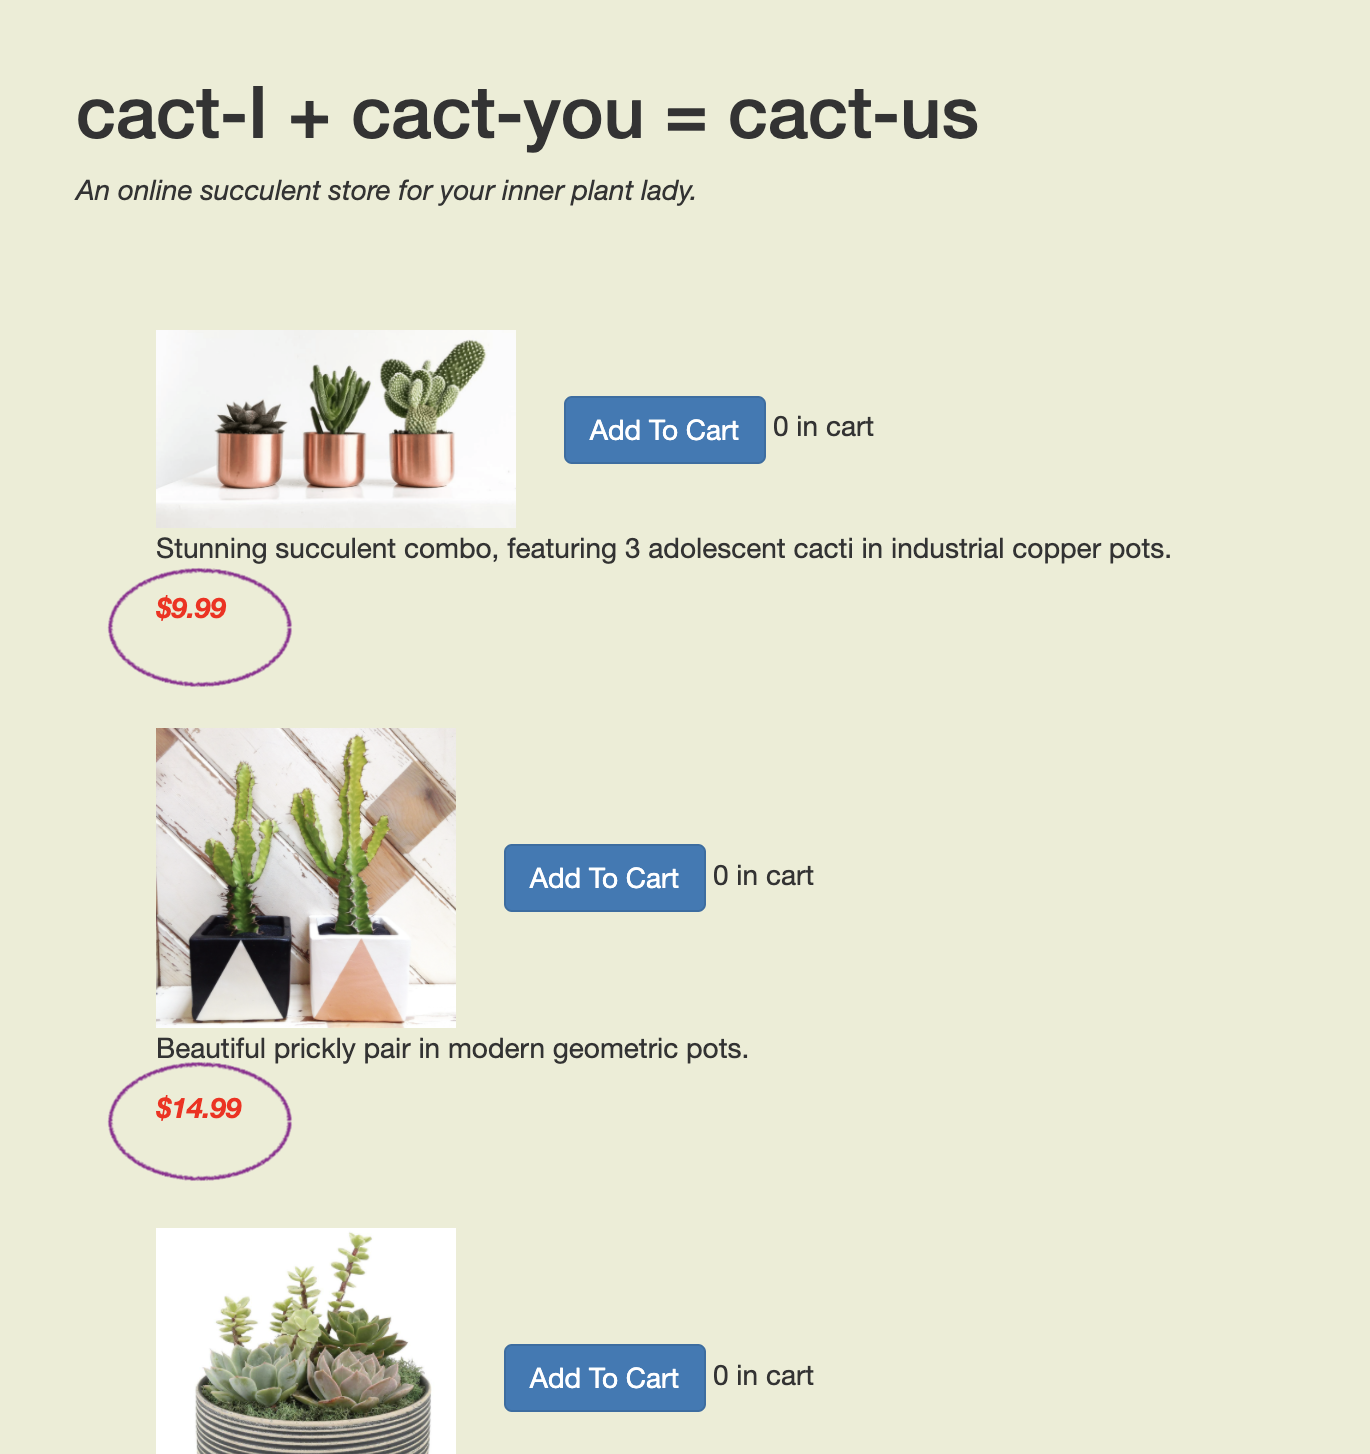 cact-I + cact-you = cact-us
An online succulent store for your inner plant lady.
Add To Cart 0 in cart
Stunning succulent combo, featuring 3 adolescent cacti in industrial copper pots.
$9.99
Add To Cart 0 in cart
Beautiful prickly pair in modern geometric pots.
$14.99
Add To Cart 0 in cart